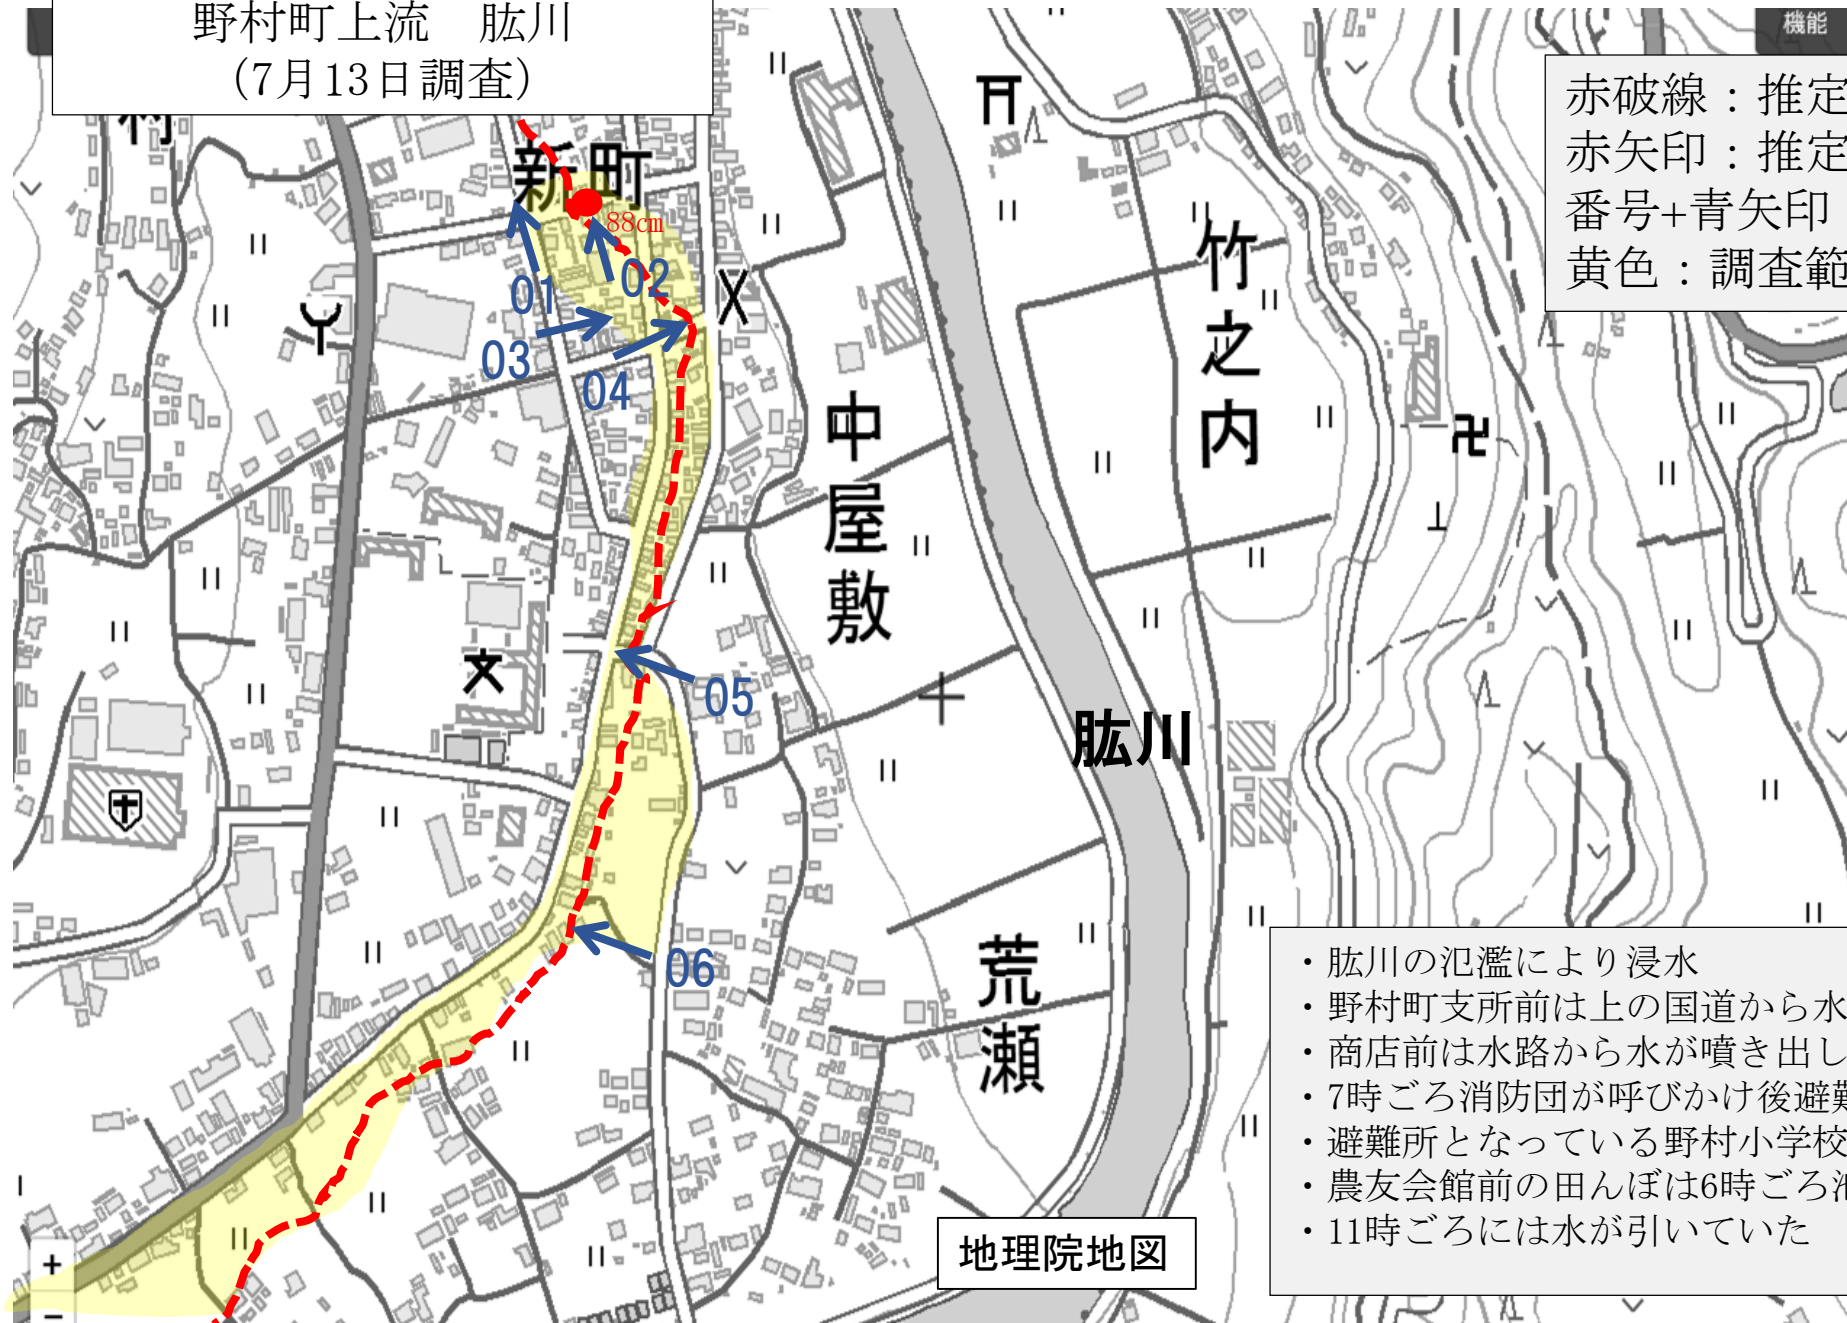 野村町上流　肱川
(7月13日調査)
機能
赤破線：推定
赤矢印：推定
番号+青矢印
黄色：調査範
村
新町
88cm
01
02
03
04
05
06
竹之内
中屋敷
肱川
荒瀬
・肱川の氾濫により浸水
・野村町支所前は上の国道から水
・商店前は水路から水が噴き出し
・7時ごろ消防団が呼びかけ後避難
・避難所となっている野村小学校
・農友会館前の田んぼは6時ごろ
・11時ごろには水が引いていた
地理院地図
+
−